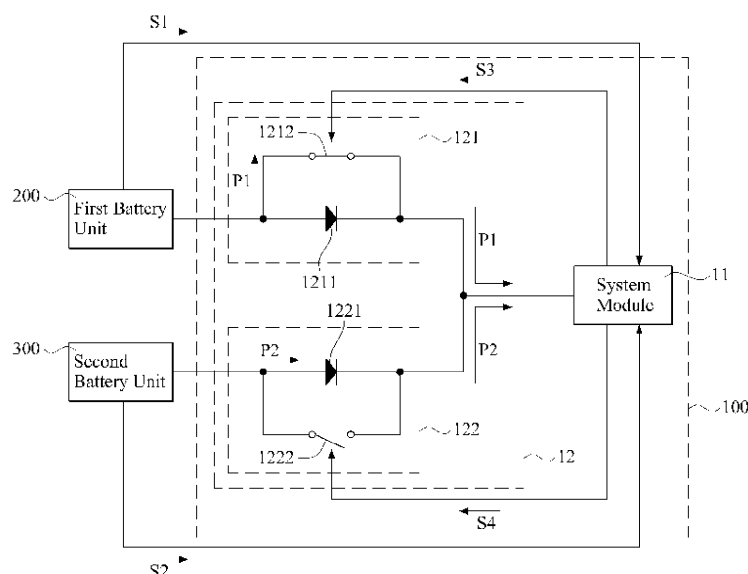 S1
S3
1212
121
P1
200
First Battery
Unit
1211
P1
11
System
Module
1221
300
Second
Battery Unit
P2
P2
100
122
1222
12
S4
S2